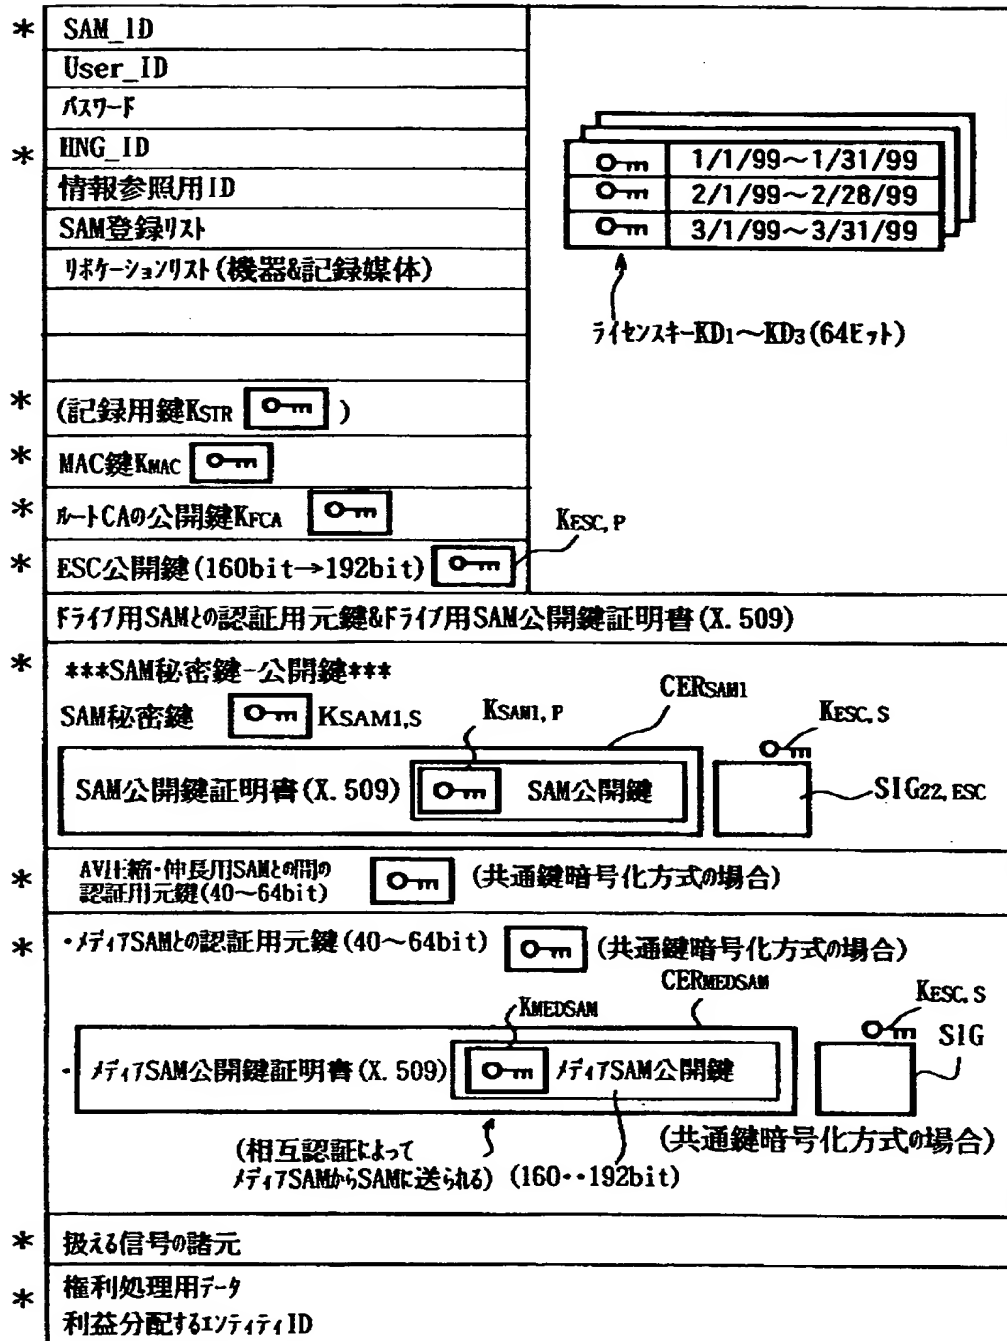 * SAM_ID
User_ID
パスワード
* HNG_ID
情報参照用ID
SAM登録リスト
リボケーションリスト(機器&記録媒体)
1/1/99～1/31/99
2/1/99～2/28/99
3/1/99～3/31/99
ライセンスキーKD1～KD3(64ビット)
* (記録用鍵KSTR )
* MAC鍵KMAC
* ルートCAの公開鍵KFCA
* ESC公開鍵(160bit→192bit)
KESC, P
ドライブ用SAMとの認証用元鍵&ドライブ用SAM公開鍵証明書(X. 509)
* ***SAM秘密鍵-公開鍵***
SAM秘密鍵 KSAM1,S
KSAM1, P
CERSAM1
KESC, S
SAM公開鍵証明書(X. 509) SAM公開鍵
SIG22, ESC
* AV圧縮・伸長用SAMとの間の
認証用元鍵(40～64bit) (共通鍵暗号化方式の場合)
* ・メディアSAMとの認証用元鍵(40～64bit) (共通鍵暗号化方式の場合)
KMEDSAM
CERMEDSAM
KESC, S
SIG
・メディアSAM公開鍵証明書(X. 509) メディアSAM公開鍵
(共通鍵暗号化方式の場合)
(相互認証によって
メディアSAMからSAMに送られる) (160‥192bit)
* 扱える信号の諸元
* 権利処理用データ
利益分配するエンティティID